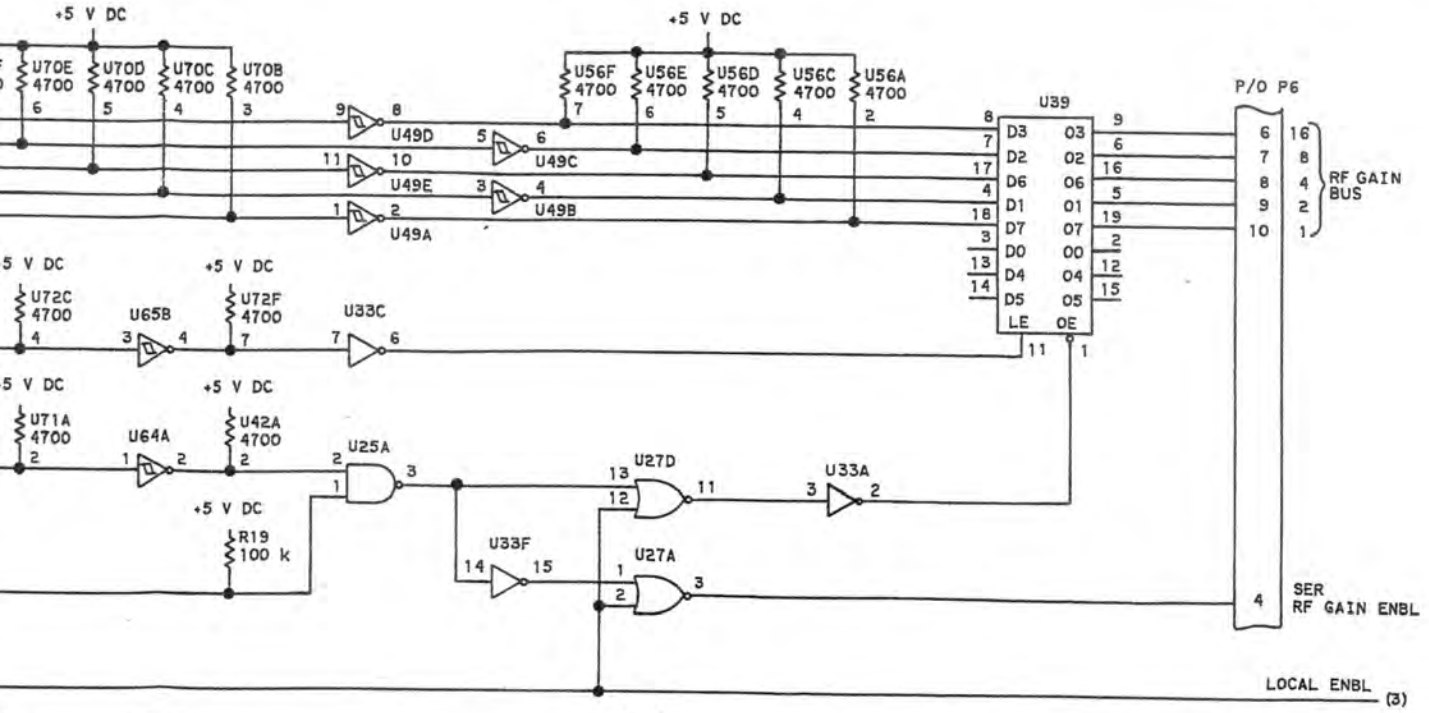 +5 V DC
+5 V DC
U70E
4700
6
U70D
4700
5
U70C
4700
4
U70B
4700
3
U56F
4700
7
U56E
4700
6
U56D
4700
5
U56C
4700
4
U56A
4700
2
9
8
U49D
5
6
U49C
11
10
U49E
3
4
U49B
1
2
U49A
U39
8 D3 O3 9
7 D2 O2 6
17 D6 O6 16
4 D1 O1 5
18 D7 O7 19
3 D0 O0 2
13 D4 O4 12
14 D5 O5 15
LE OE
11 1
P/O P6
6 16
7 8
8 4
9 2
10 1
RF GAIN
BUS
+5 V DC
+5 V DC
U72C
4700
4
U65B
3
4
U72F
4700
7
U33C
7
6
+5 V DC
+5 V DC
U71A
4700
2
U64A
1
2
U42A
4700
2
U25A
2
1
3
+5 V DC
R19
100 k
U33F
14
15
U27D
13
12
11
U33A
3
2
U27A
1
2
3
4
SER
RF GAIN ENBL
LOCAL ENBL (3)